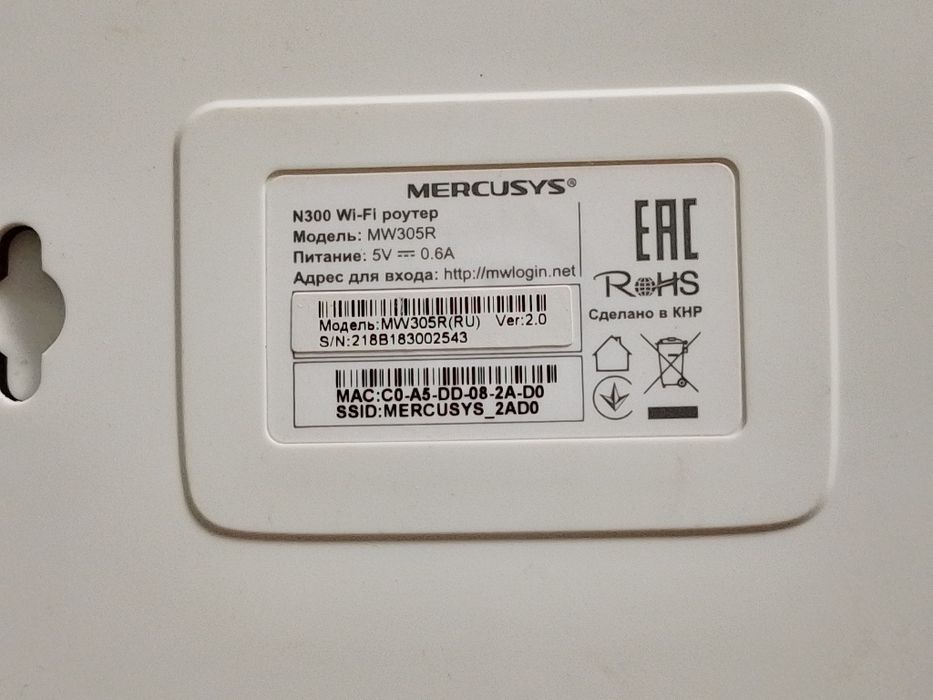 MERCUSYS®
N300 Wi-Fi роутер
Модель: MW305R
Питание: 5V ⎓ 0.6A
Адрес для входа: http://mwlogin.net
Модель:MW305R(RU) Ver:2.0
S/N:218B183002543
MAC:C0-A5-DD-08-2A-D0
SSID:MERCUSYS_2AD0
EAC
RoHS
Сделано в КНР